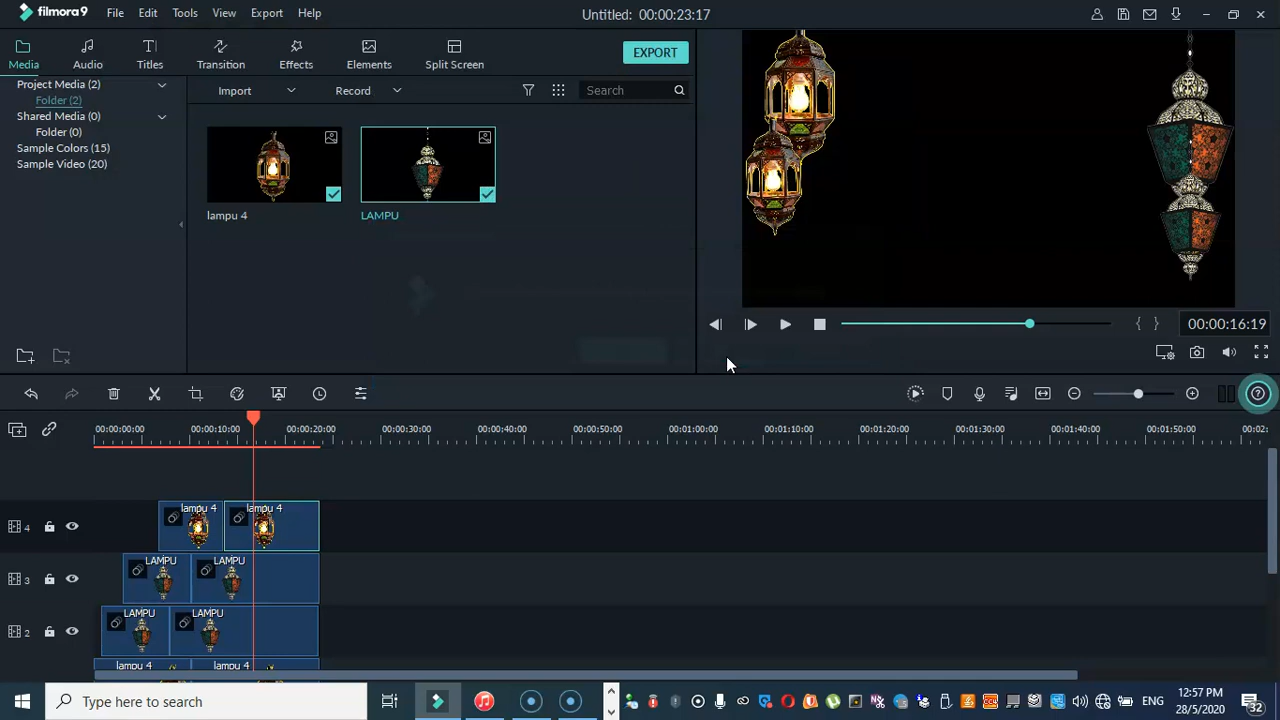 filmora9 File Edit Tools View Export Help Untitled: 00:00:23:17
Media Audio Titles Transition Effects Elements Split Screen EXPORT
Project Media (2)
Folder (2)
Shared Media (0)
Folder (0)
Sample Colors (15)
Sample Video (20)
Import Record Search
lampu 4 LAMPU
00:00:16:19
00:00:00:00 00:00:10:00 00:00:20:00 00:00:30:00 00:00:40:00 00:00:50:00 00:01:00:00 00:01:10:00 00:01:20:00 00:01:30:00 00:01:40:00 00:01:50:00 00:02:
4 lampu 4 lampu 4
3 LAMPU LAMPU
2 LAMPU LAMPU
lampu 4 lampu 4
Type here to search ENG 12:57 PM
28/5/2020 32